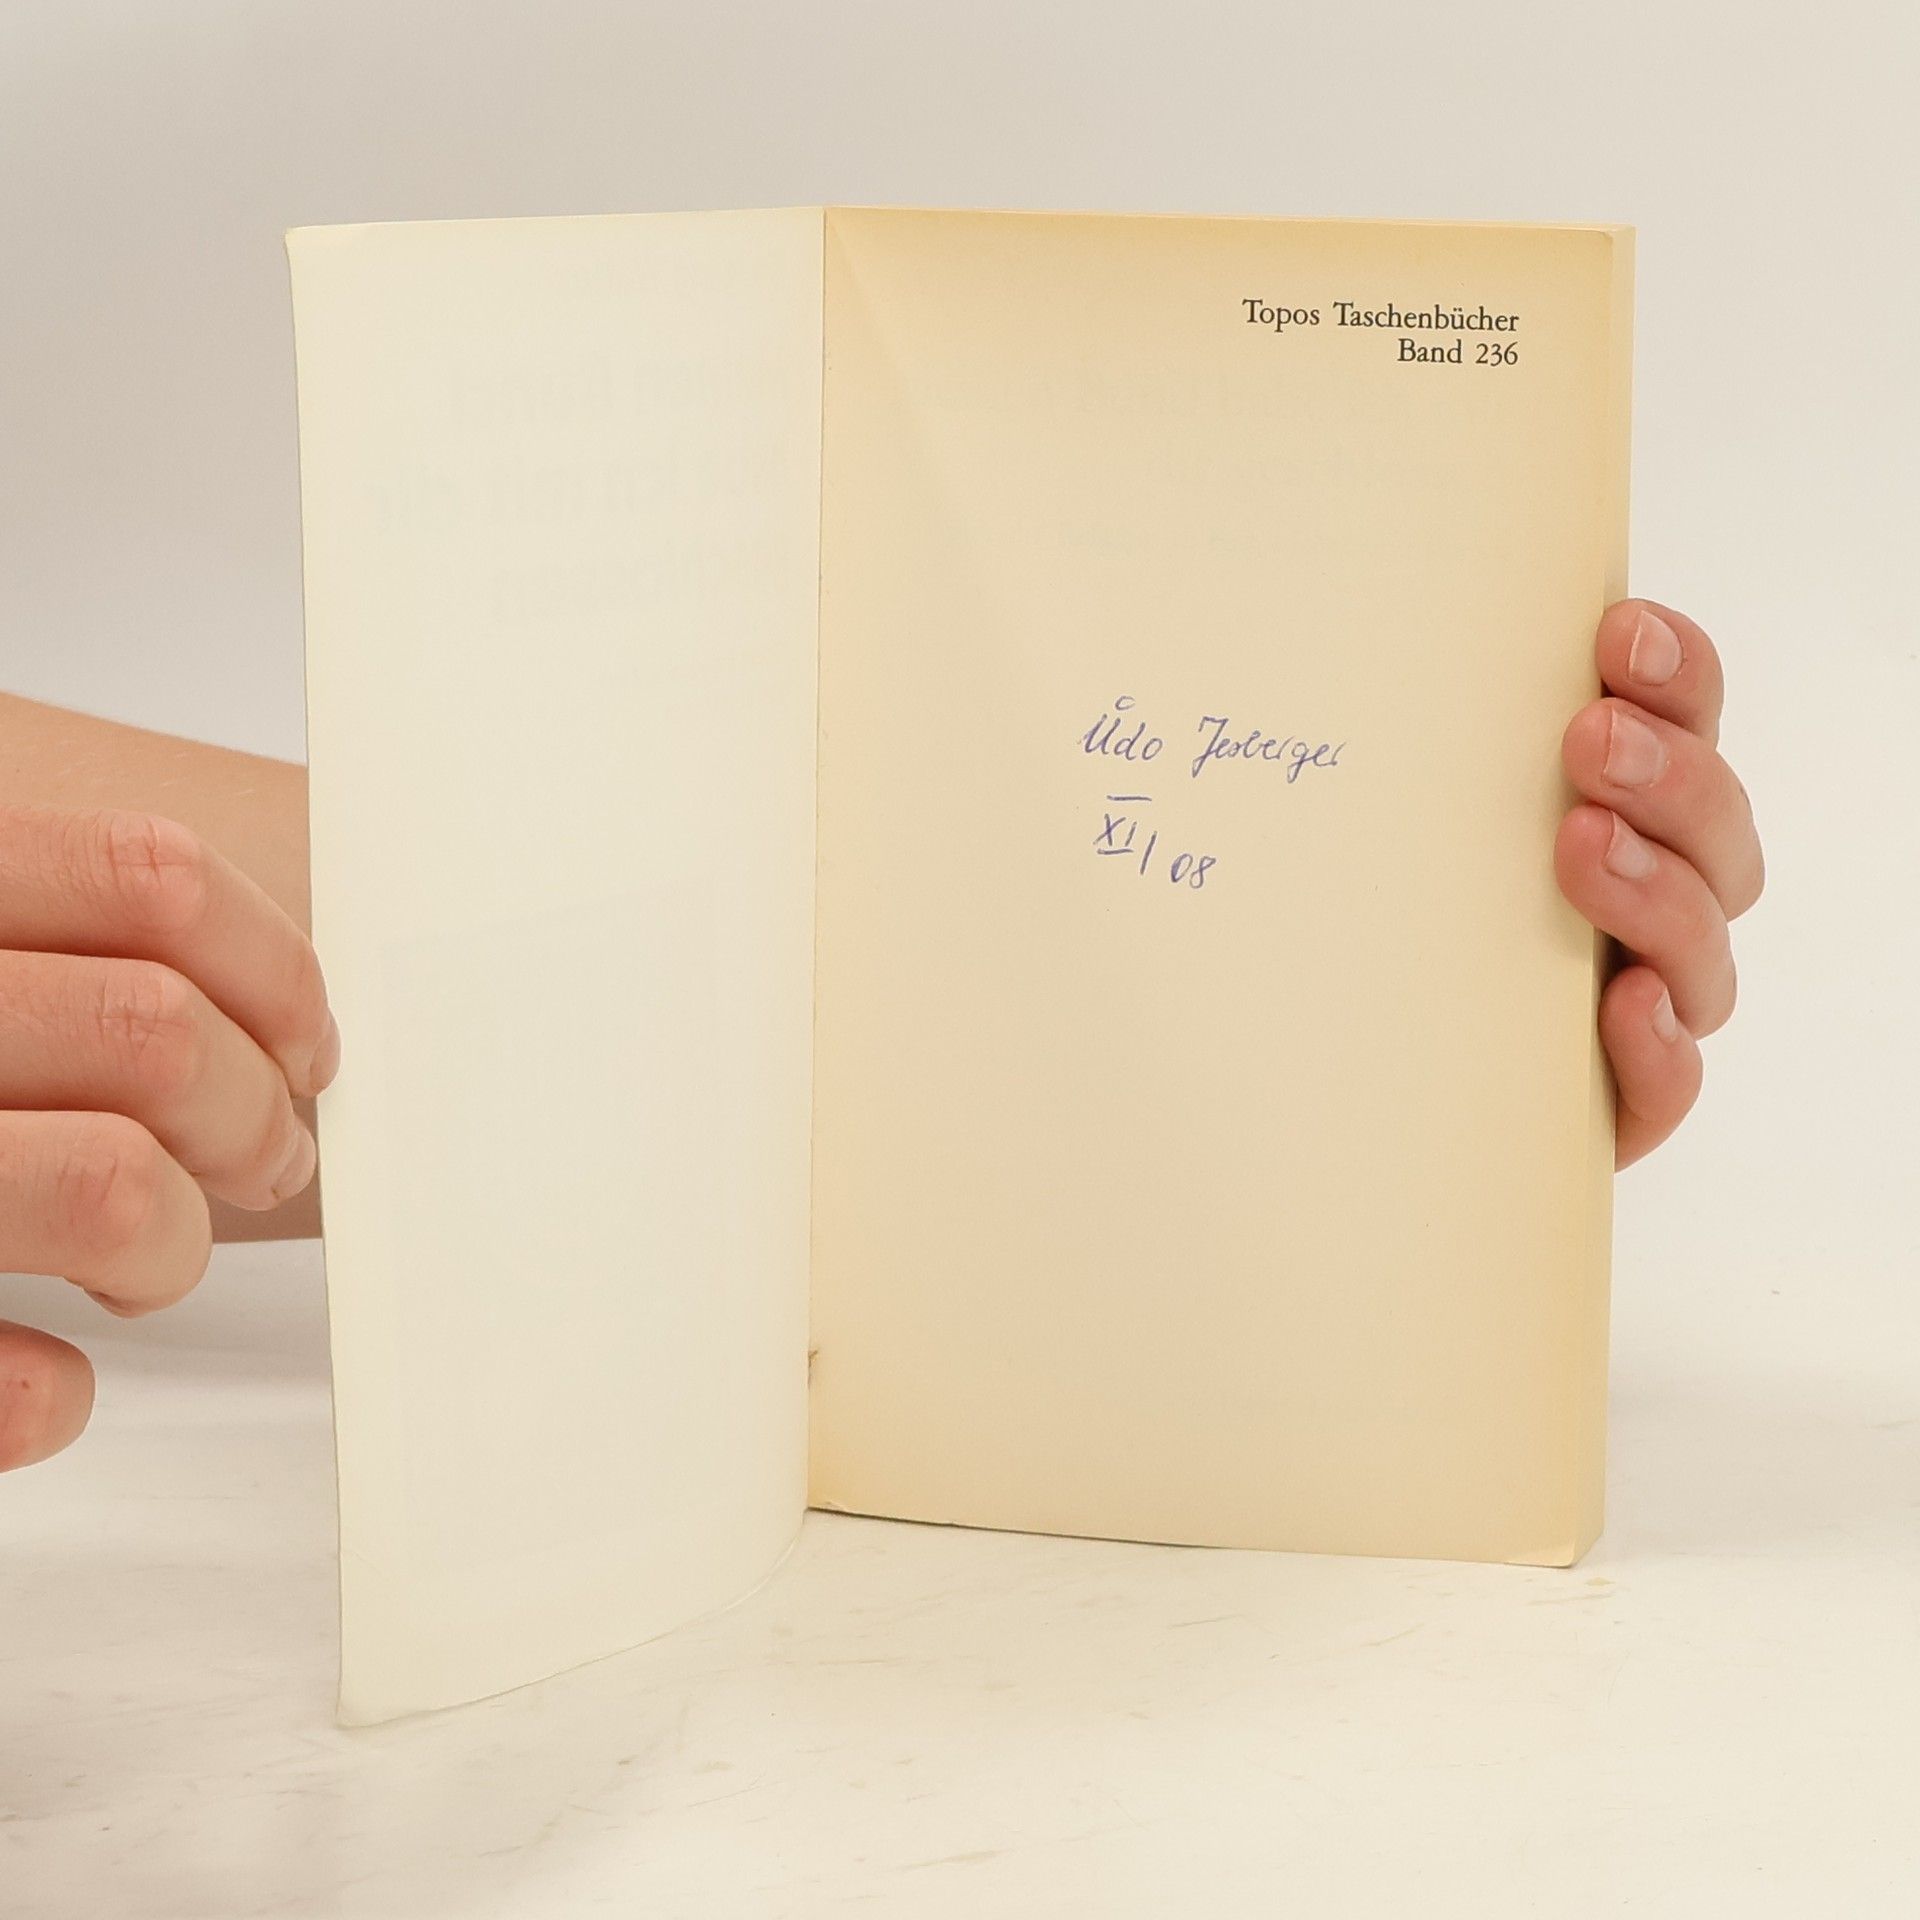 Topos Taschenbücher
Band 236
Udo Jesberger
XI/08